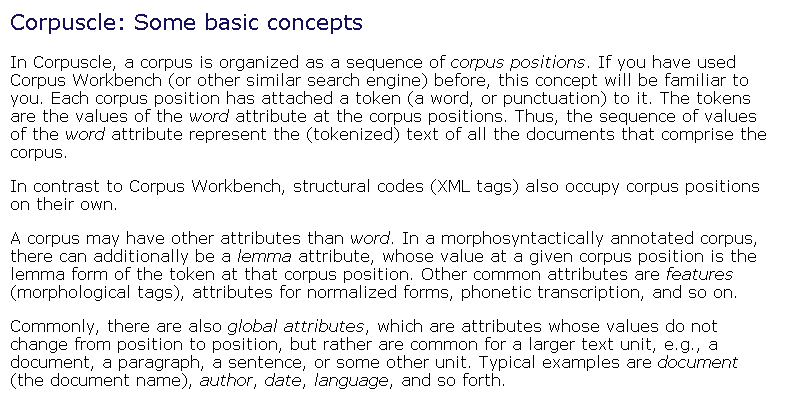 Corpuscle: Some basic concepts
In Corpuscle, a corpus is organized as a sequence of corpus positions. If you have used
Corpus Workbench (or other similar search engine) before, this concept will be familiar to
you. Each corpus position has attached a token (a word, or punctuation) to it. The tokens
are the values of the word attribute at the corpus positions. Thus, the sequence of values
of the word attribute represent the (tokenized) text of all the documents that comprise the
corpus.
In contrast to Corpus Workbench, structural codes (XML tags) also occupy corpus positions
on their own.
A corpus may have other attributes than word. In a morphosyntactically annotated corpus,
there can additionally be a lemma attribute, whose value at a given corpus position is the
lemma form of the token at that corpus position. Other common attributes are features
(morphological tags), attributes for normalized forms, phonetic transcription, and so on.
Commonly, there are also global attributes, which are attributes whose values do not
change from position to position, but rather are common for a larger text unit, e.g., a
document, a paragraph, a sentence, or some other unit. Typical examples are document
(the document name), author, date, language, and so forth.